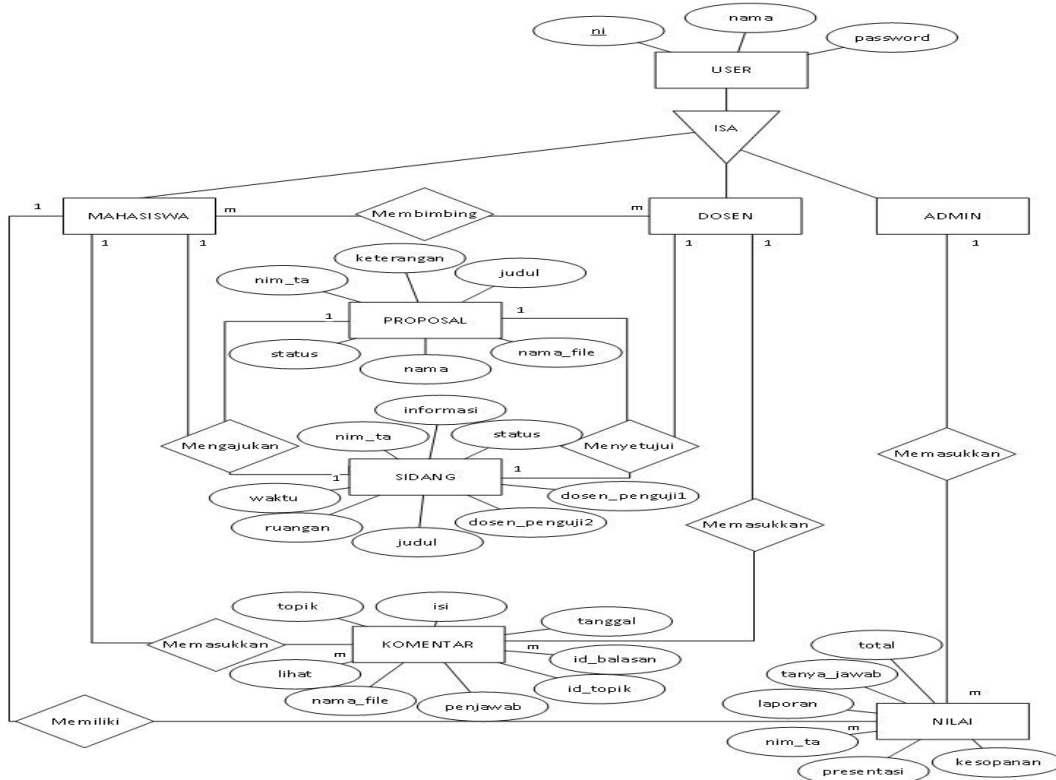 ni
nama
password
USER
ISA
1
MAHASISWA
m
Membimbing
m
DOSEN
ADMIN
1
1
1
1
1
keterangan
nim_ta
judul
1
PROPOSAL
1
status
nama_file
nama
informasi
nim_ta
status
Mengajukan
Menyetujui
Memasukkan
1
SIDANG
1
waktu
dosen_penguji1
ruangan
dosen_penguji2
Memasukkan
judul
topik
isi
tanggal
Memasukkan
KOMENTAR
m
m
id_balasan
total
lihat
tanya_jawab
nama_file
penjawab
id_topik
laporan
m
Memiliki
m
NILAI
nim_ta
presentasi
kesopanan